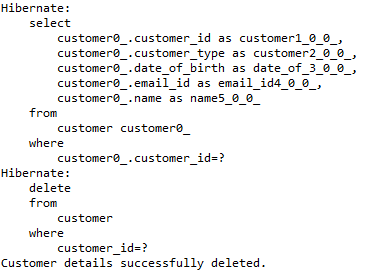 Hibernate:
    select
        customer0_.customer_id as customer1_0_0_,
        customer0_.customer_type as customer2_0_0_,
        customer0_.date_of_birth as date_of_3_0_0_,
        customer0_.email_id as email_id4_0_0_,
        customer0_.name as name5_0_0_
    from
        customer customer0_
    where
        customer0_.customer_id=?
Hibernate:
    delete
    from
        customer
    where
        customer_id=?
Customer details successfully deleted.